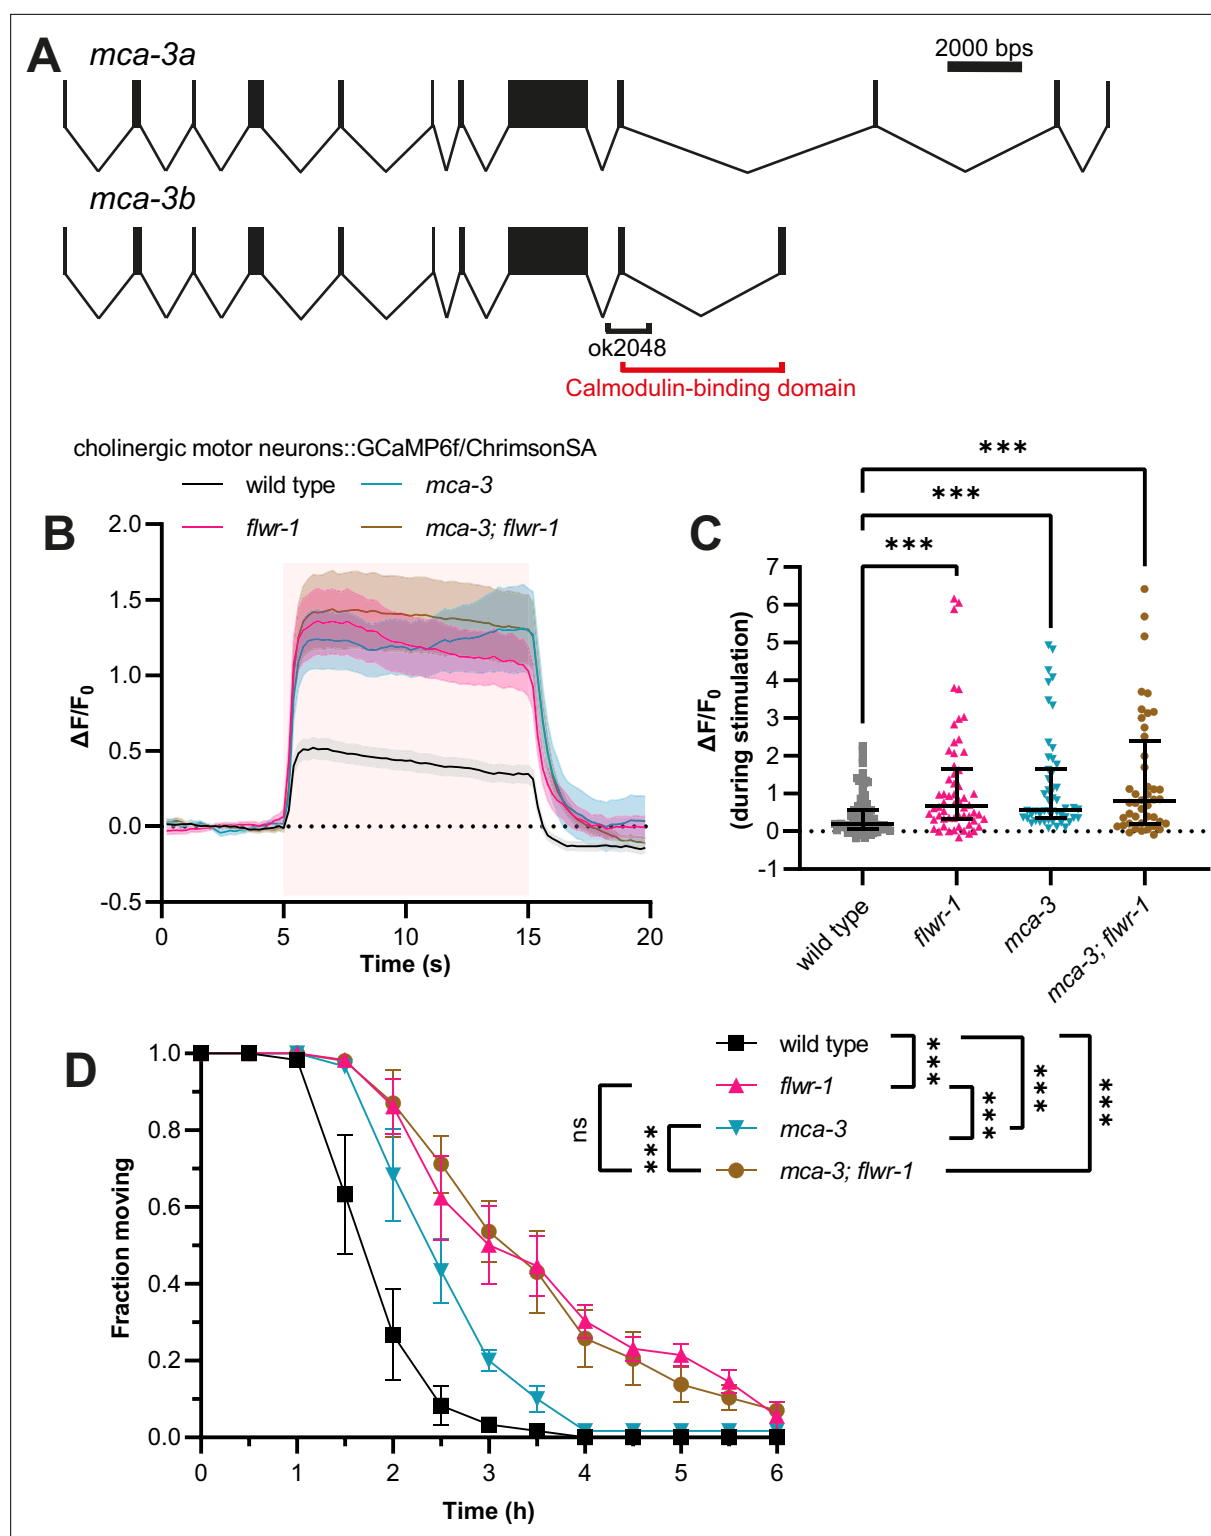 A
mca-3a
2000 bps
mca-3b
ok2048
Calmodulin-binding domain
cholinergic motor neurons::GCaMP6f/ChrimsonSA
wild type
mca-3
flwr-1
mca-3; flwr-1
B
2.0
1.5
1.0
0.5
0.0
-0.5
ΔF/F0
0
5
10
15
20
Time (s)
C
***
***
***
7
6
5
4
3
2
1
0
-1
ΔF/F0
(during stimulation)
wild type
flwr-1
mca-3
mca-3; flwr-1
D
1.0
0.8
0.6
0.4
0.2
0.0
Fraction moving
0
1
2
3
4
5
6
Time (h)
wild type
flwr-1
mca-3
mca-3; flwr-1
ns
***
***
***
***
***